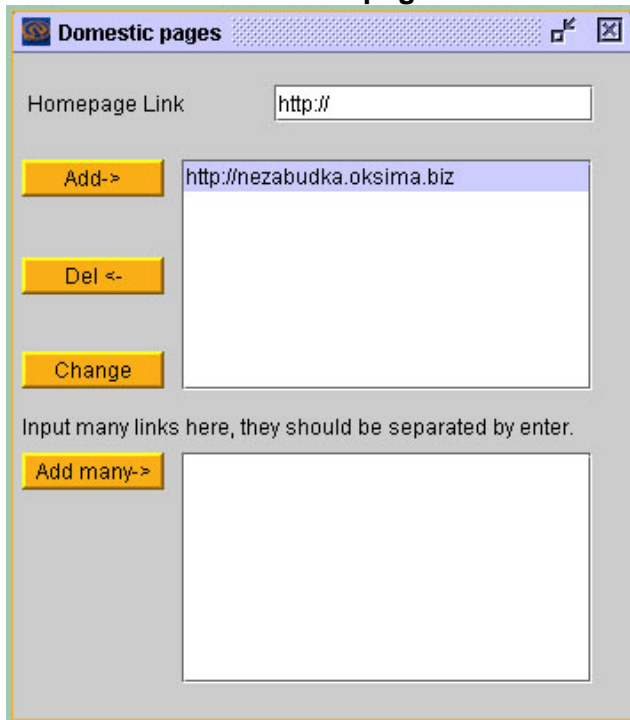 Domestic pages
Homepage Link http://
Add-> http://nezabudka.oksima.biz
Del <-
Change
Input many links here, they should be separated by enter.
Add many->